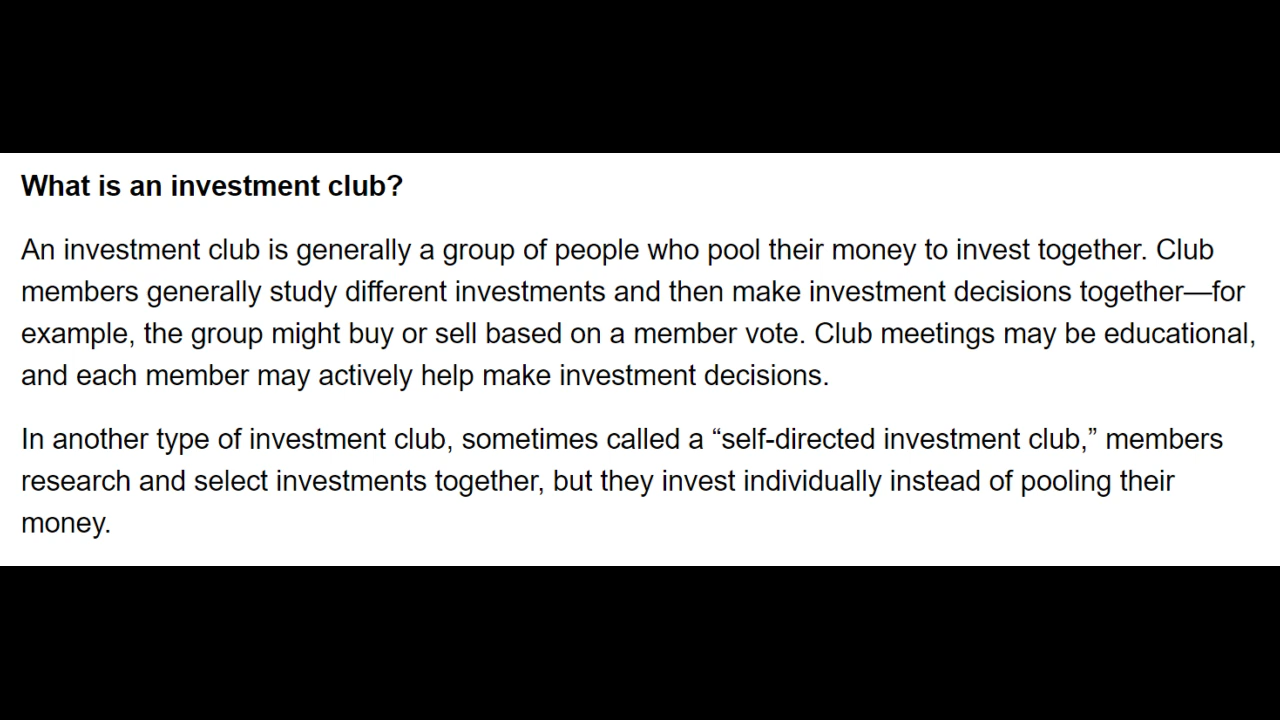 What is an investment club?
An investment club is generally a group of people who pool their money to invest together. Club
members generally study different investments and then make investment decisions together—for
example, the group might buy or sell based on a member vote. Club meetings may be educational,
and each member may actively help make investment decisions.
In another type of investment club, sometimes called a “self-directed investment club,” members
research and select investments together, but they invest individually instead of pooling their
money.